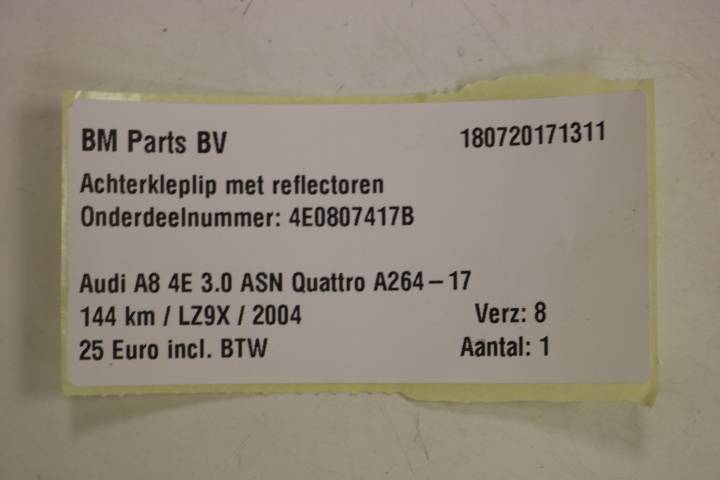 BM Parts BV 180720171311
Achterkleplip met reflectoren
Onderdeelnummer: 4E0807417B
Audi A8 4E 3.0 ASN Quattro A264-17
144 km / LZ9X / 2004 Verz: 8
25 Euro incl. BTW Aantal: 1